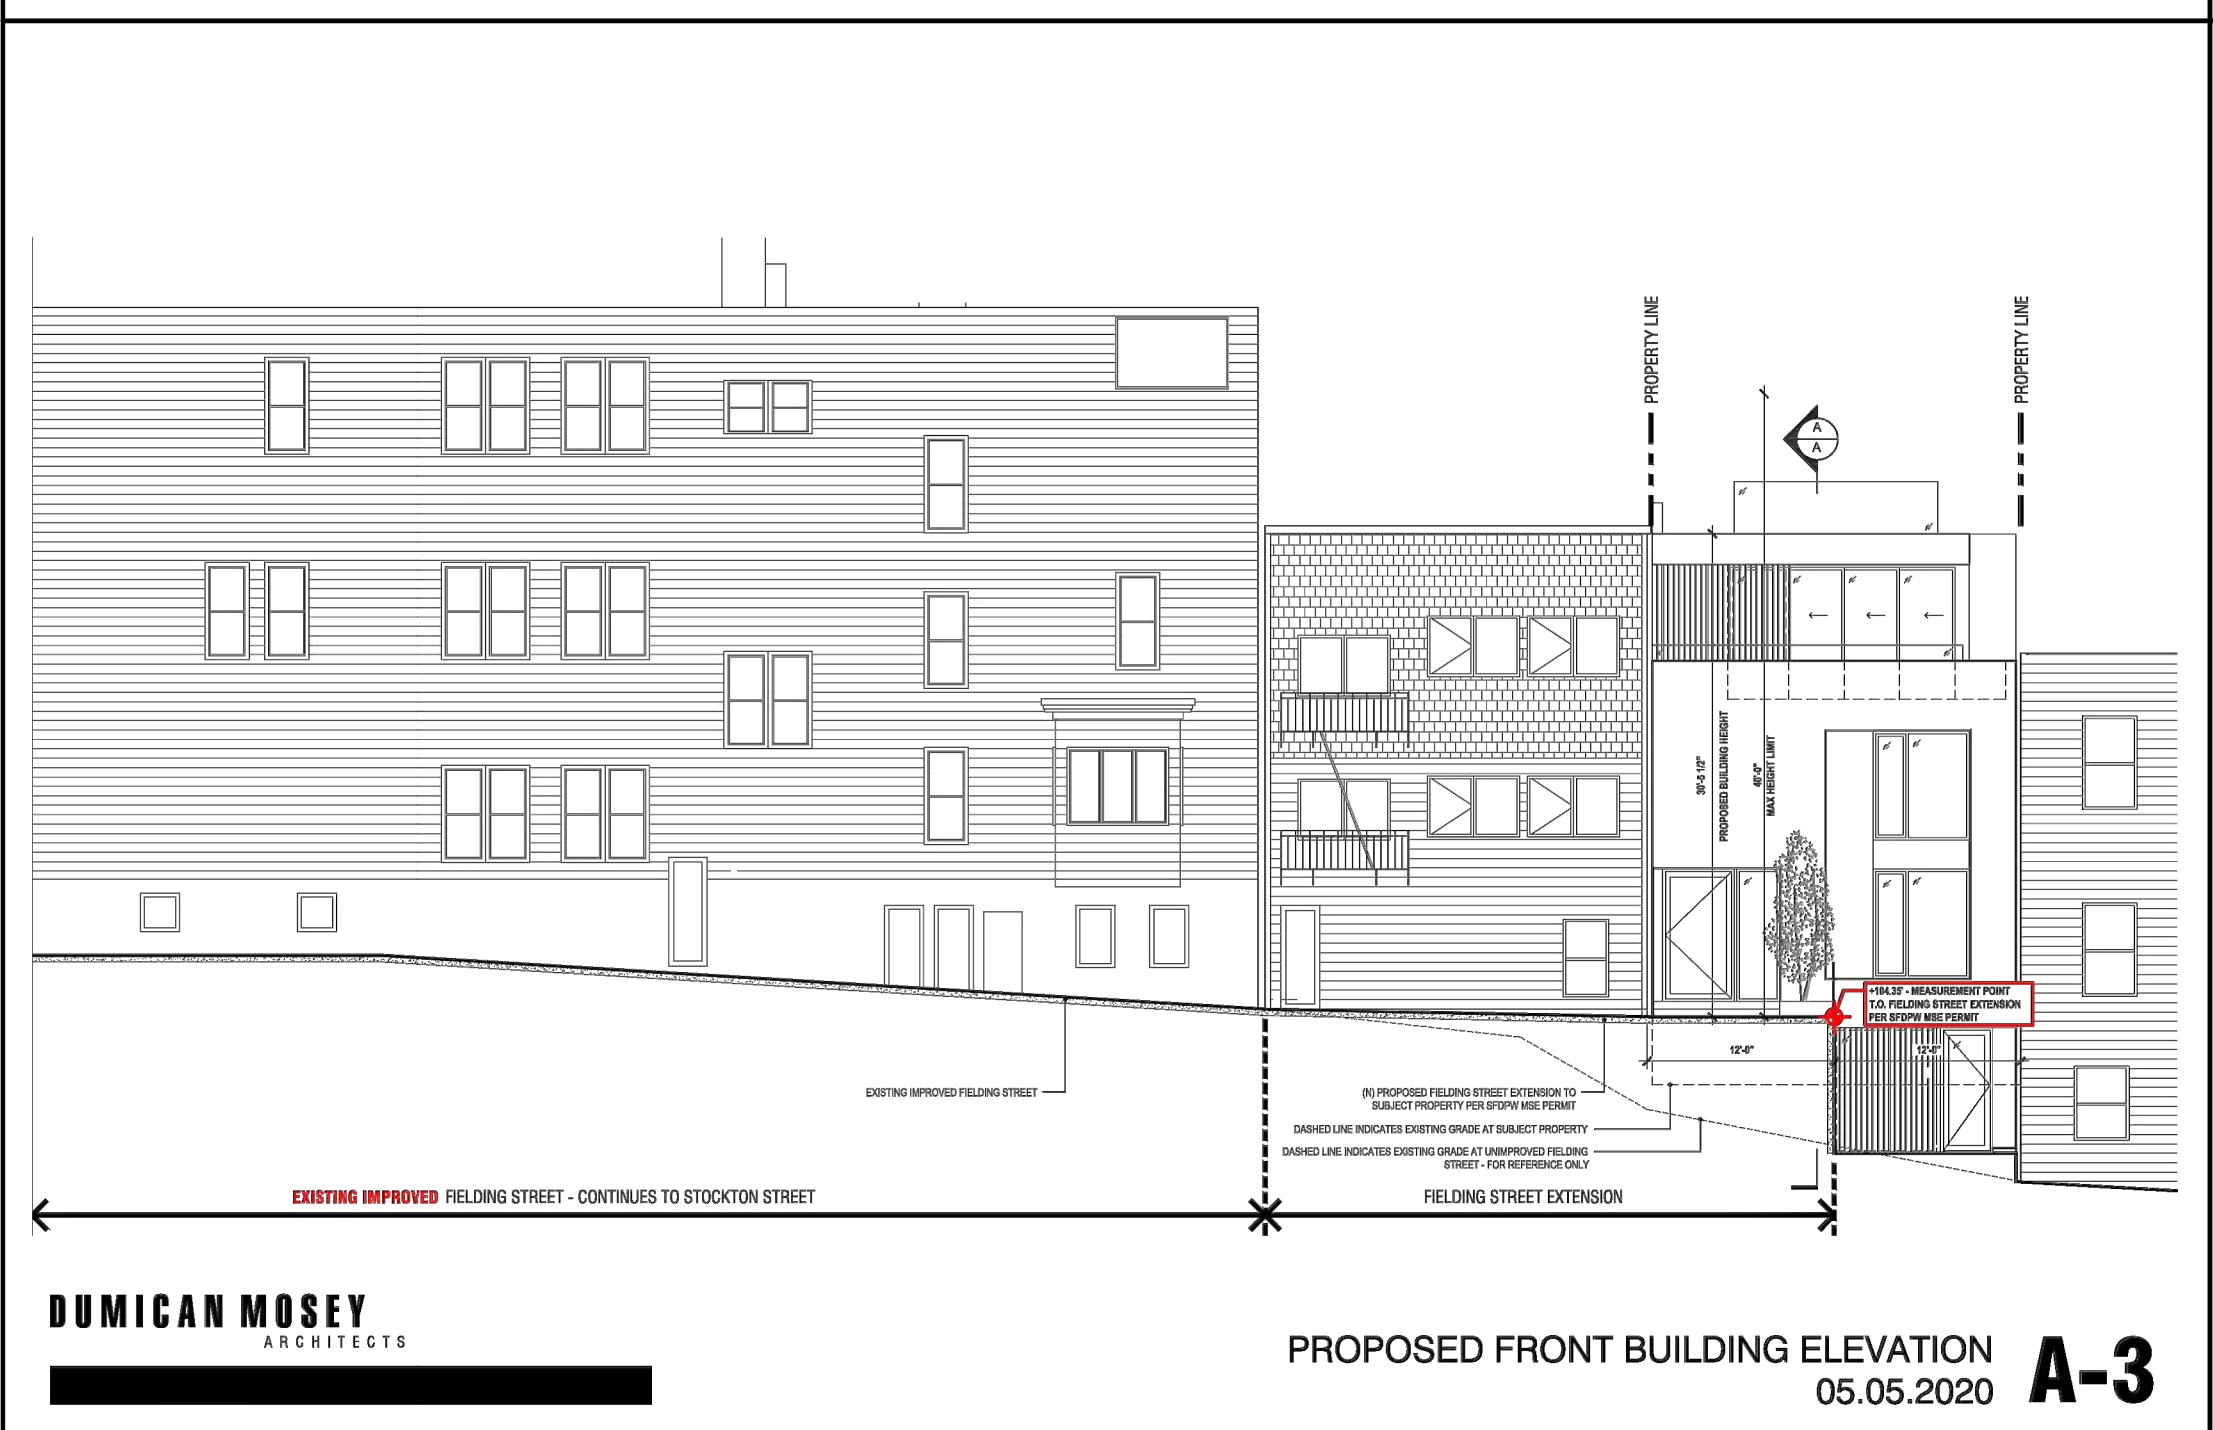 PROPERTY LINE
PROPERTY LINE
A
A
30'-5 1/2"
PROPOSED BUILDING HEIGHT
40'-0"
MAX HEIGHT LIMIT
+104.35' - MEASUREMENT POINT
T.O. FIELDING STREET EXTENSION
PER SFDPW MSE PERMIT
12'-0"
12'-0"
EXISTING IMPROVED FIELDING STREET
(N) PROPOSED FIELDING STREET EXTENSION TO
SUBJECT PROPERTY PER SFDPW MSE PERMIT
DASHED LINE INDICATES EXISTING GRADE AT SUBJECT PROPERTY
DASHED LINE INDICATES EXISTING GRADE AT UNIMPROVED FIELDING
STREET - FOR REFERENCE ONLY
EXISTING IMPROVED FIELDING STREET - CONTINUES TO STOCKTON STREET
FIELDING STREET EXTENSION
DUMICAN MOSEY
ARCHITECTS
PROPOSED FRONT BUILDING ELEVATION
05.05.2020
A-3